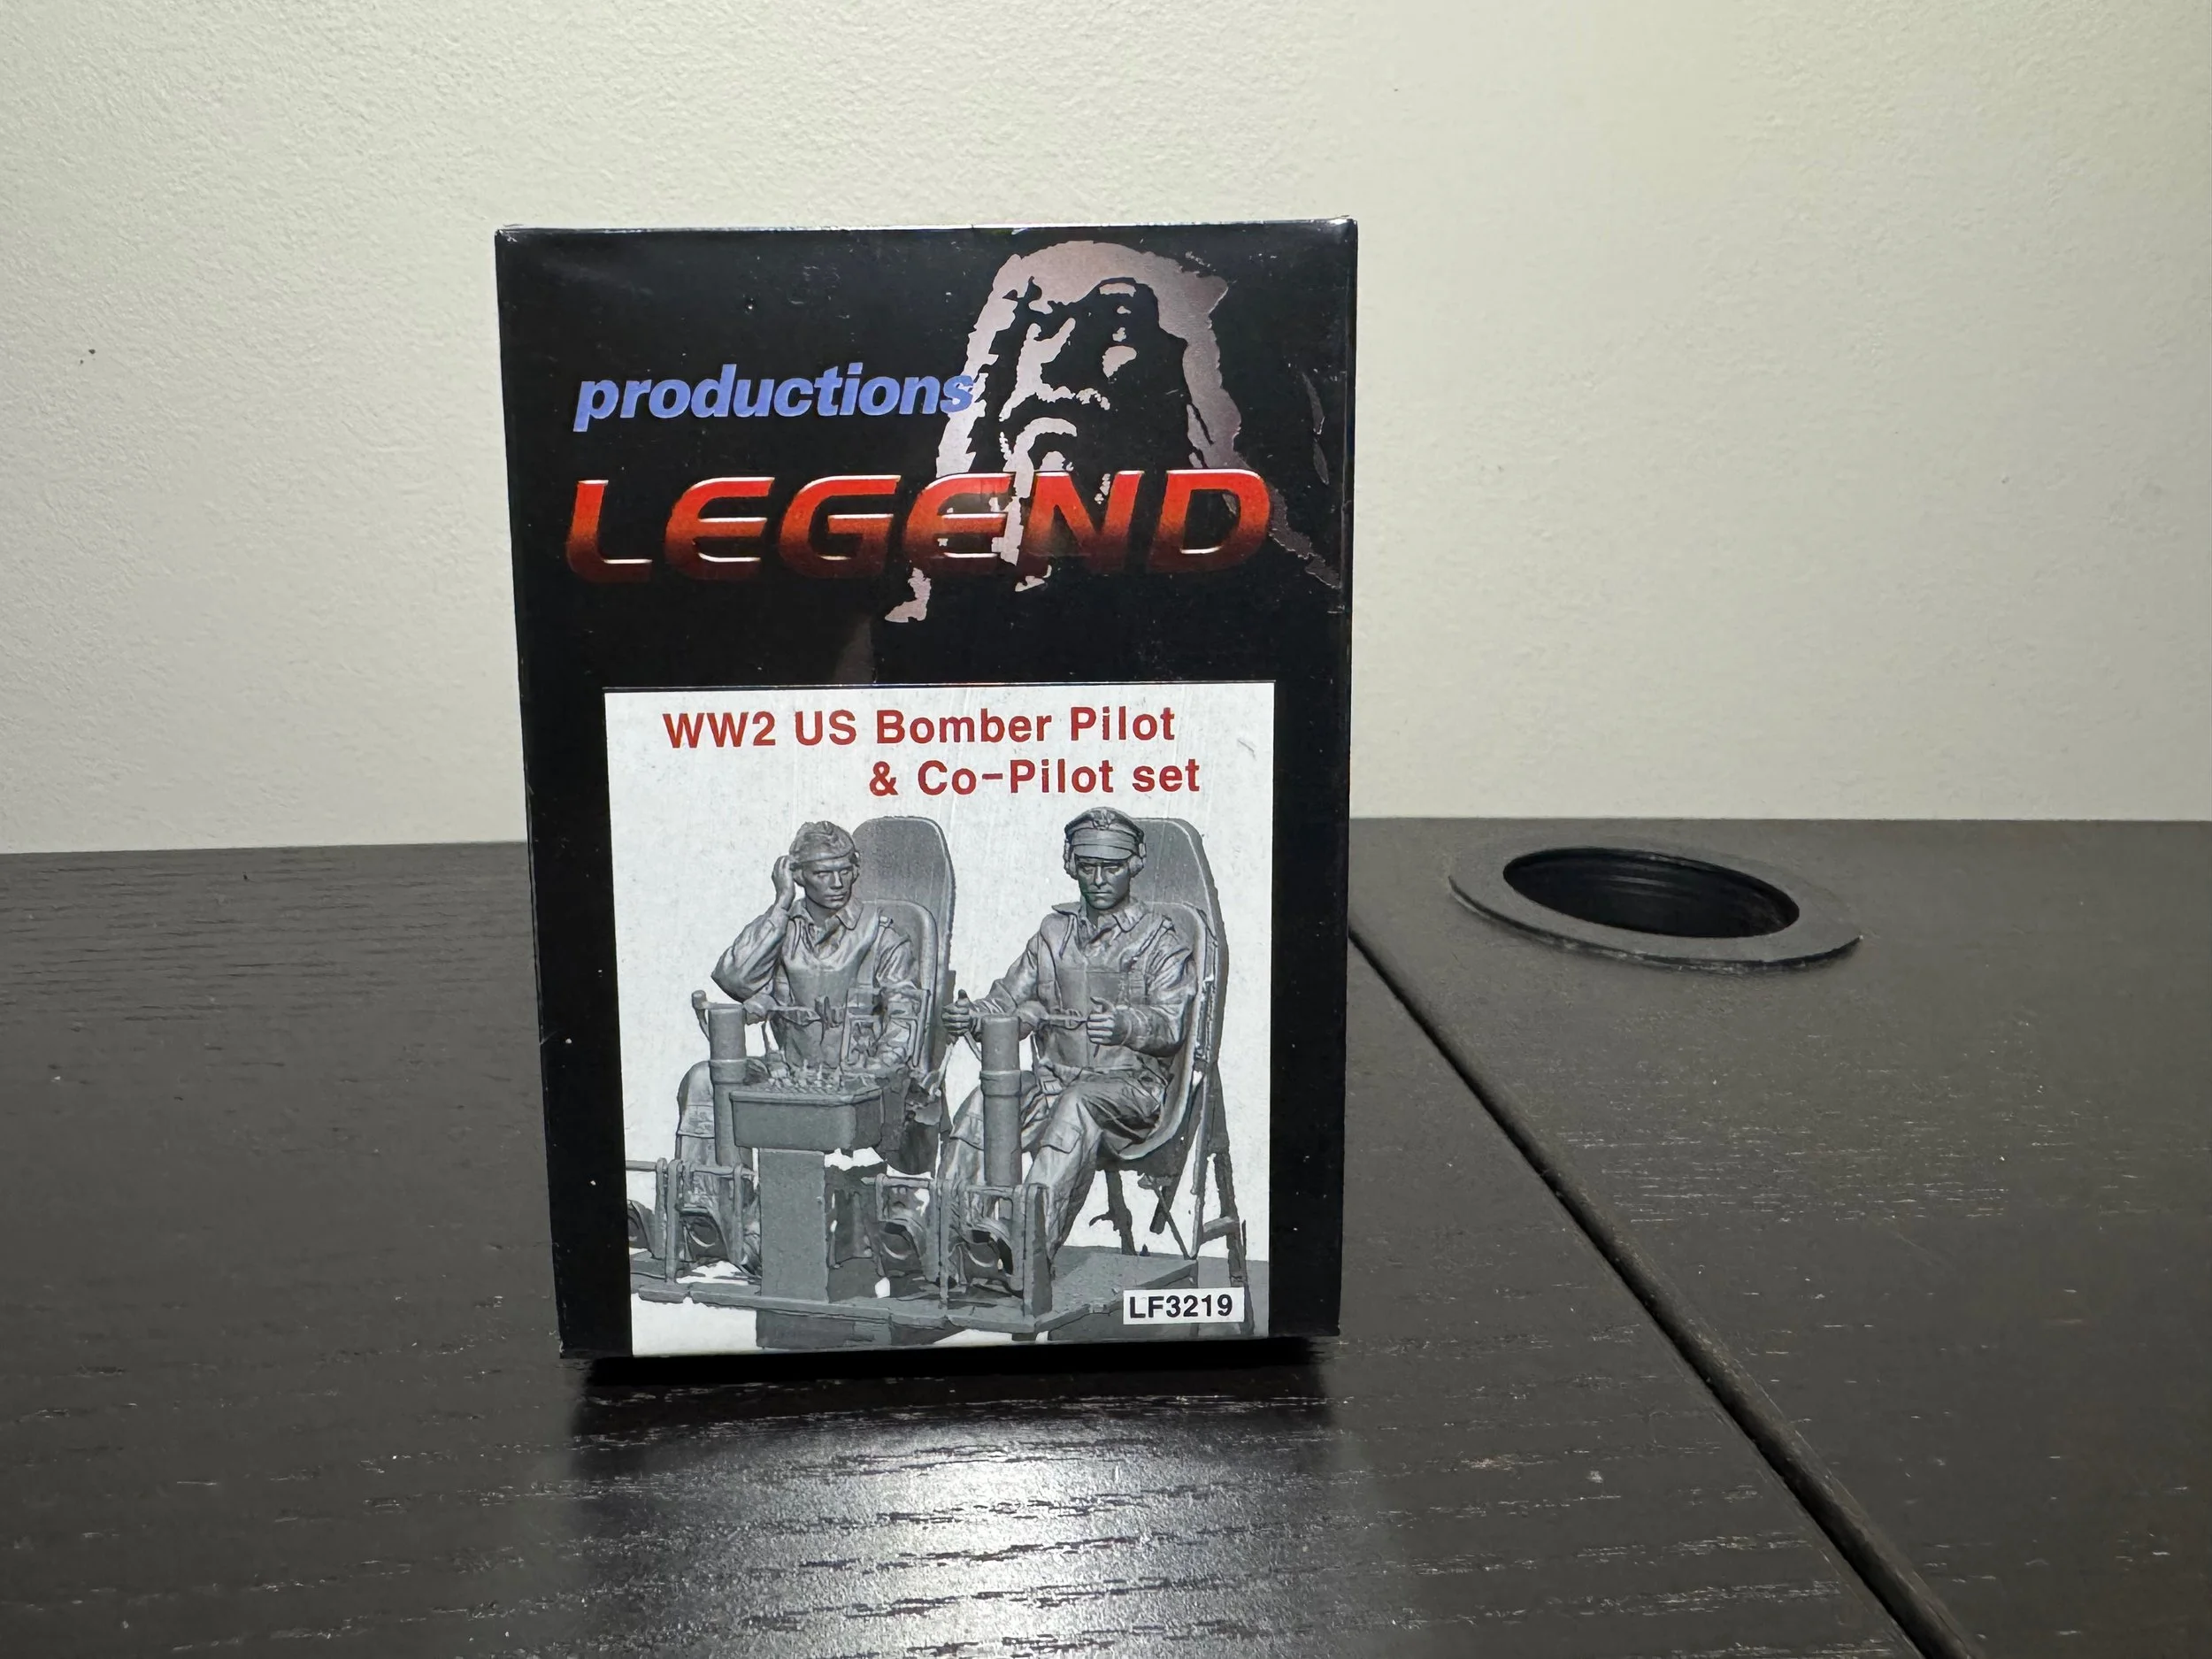 productions
LEGEND
WW2 US Bomber Pilot
& Co-Pilot set
LF3219